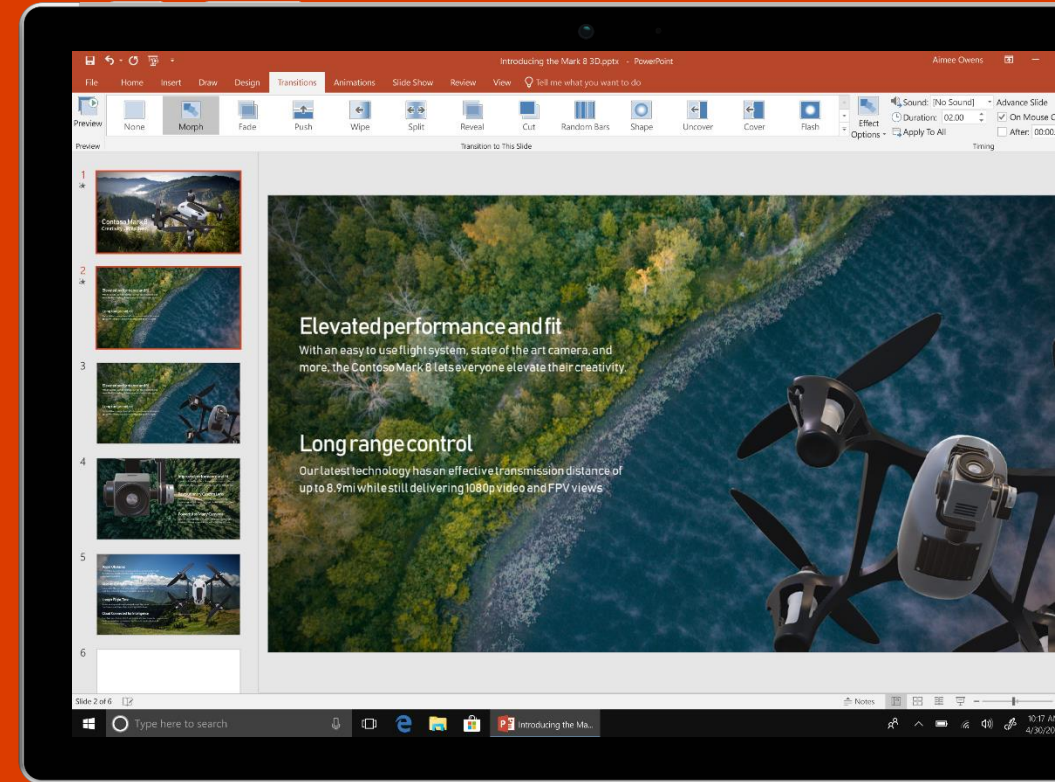 Introducing the Mark 8 3D.pptx - PowerPoint
Aimee Owens
File Home Insert Draw Design Transitions Animations Slide Show Review View Tell me what you want to do
Preview
None
Morph
Fade
Push
Wipe
Split
Reveal
Cut
Random Bars
Shape
Uncover
Cover
Flash
Effect
Options
Sound: [No Sound]
Duration: 02.00
Apply To All
Advance Slide
On Mouse
After: 00:00.
Preview
Transition to This Slide
Timing
1
2
3
4
5
6
Elevated performance and fit
With an easy to use flight system, state of the art camera, and
more, the Contoso Mark 8 lets everyone elevate their creativity.
Long range control
Our latest technology has an effective transmission distance of
up to 8.9mi while still delivering 1080p video and FPV views
Slide 2 of 6
Notes
Type here to search
Introducing the Ma...
10:17 AM
4/30/20